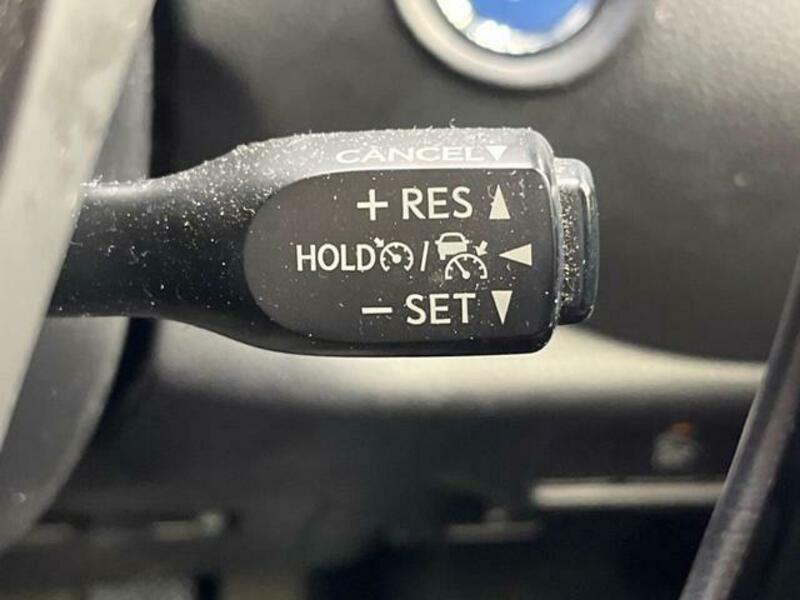 CANCEL
+ RES
HOLD /
- SET